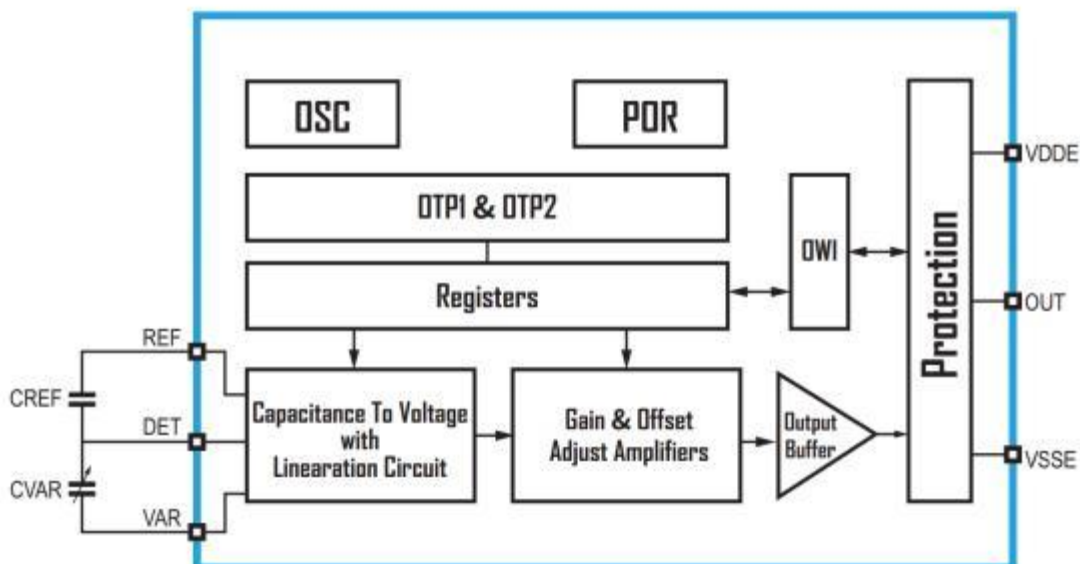 OSC
POR
VDDE
OTP1 & OTP2
OWI
Registers
Protection
OUT
REF
CREF
DET
CVAR
VAR
Capacitance To Voltage
with
Linearation Circuit
Gain & Offset
Adjust Amplifiers
Output
Buffer
VSSE